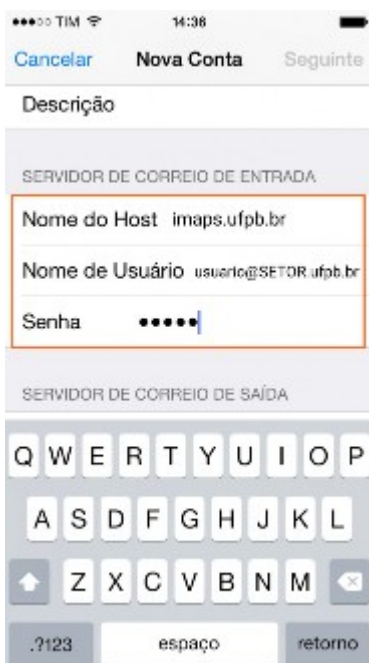 TIM 14:36
Cancelar Nova Conta Seguinte
Descrição
SERVIDOR DE CORREIO DE ENTRADA
Nome do Host imaps.ufpb.br
Nome de Usuário usuario@SETOR.ufpb.br
Senha •••••
SERVIDOR DE CORREIO DE SAÍDA
Q W E R T Y U I O P
A S D F G H J K L
Z X C V B N M
.?123 espaço retorno